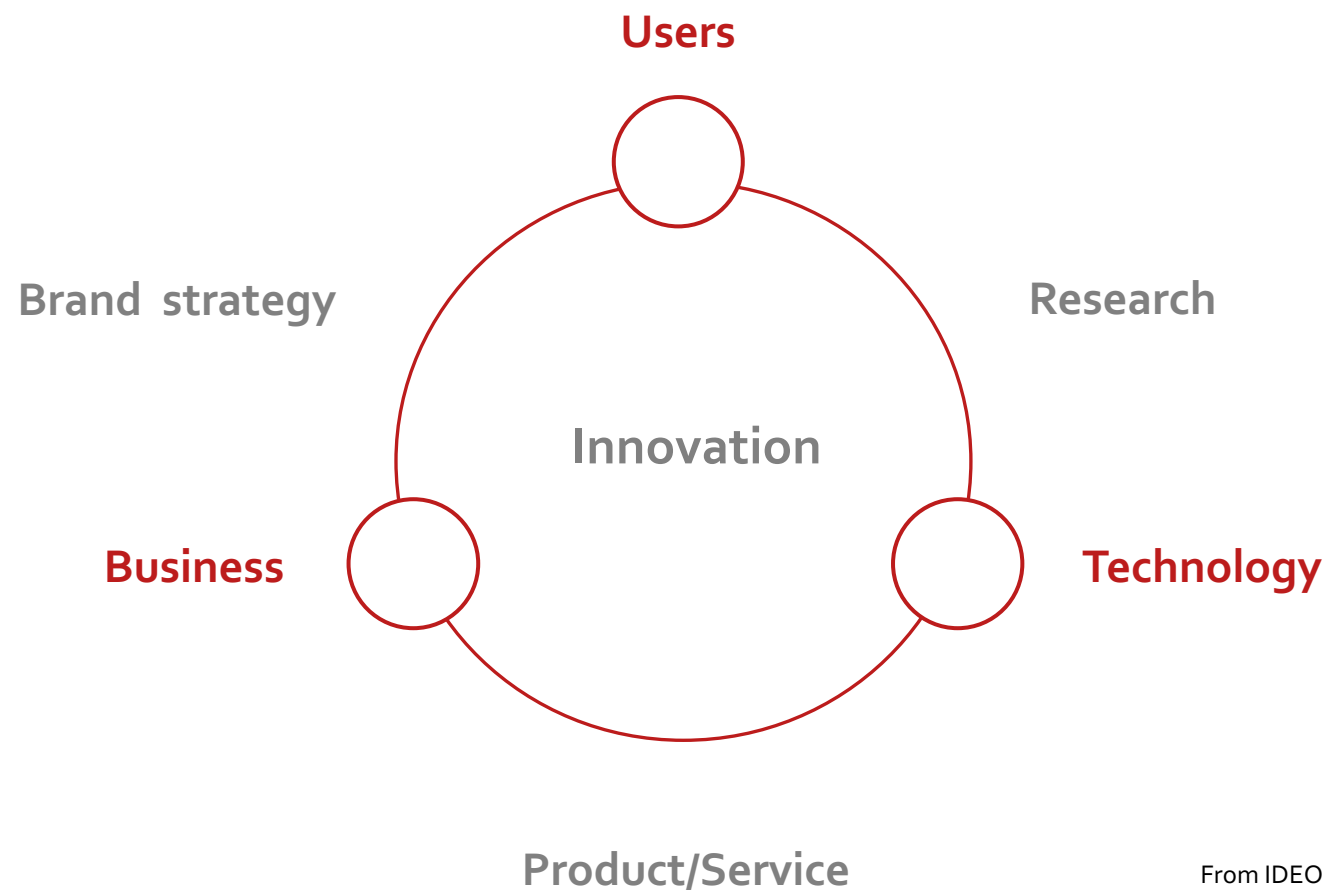 Users
Brand strategy
Research
Innovation
Business
Technology
Product/Service
From IDEO